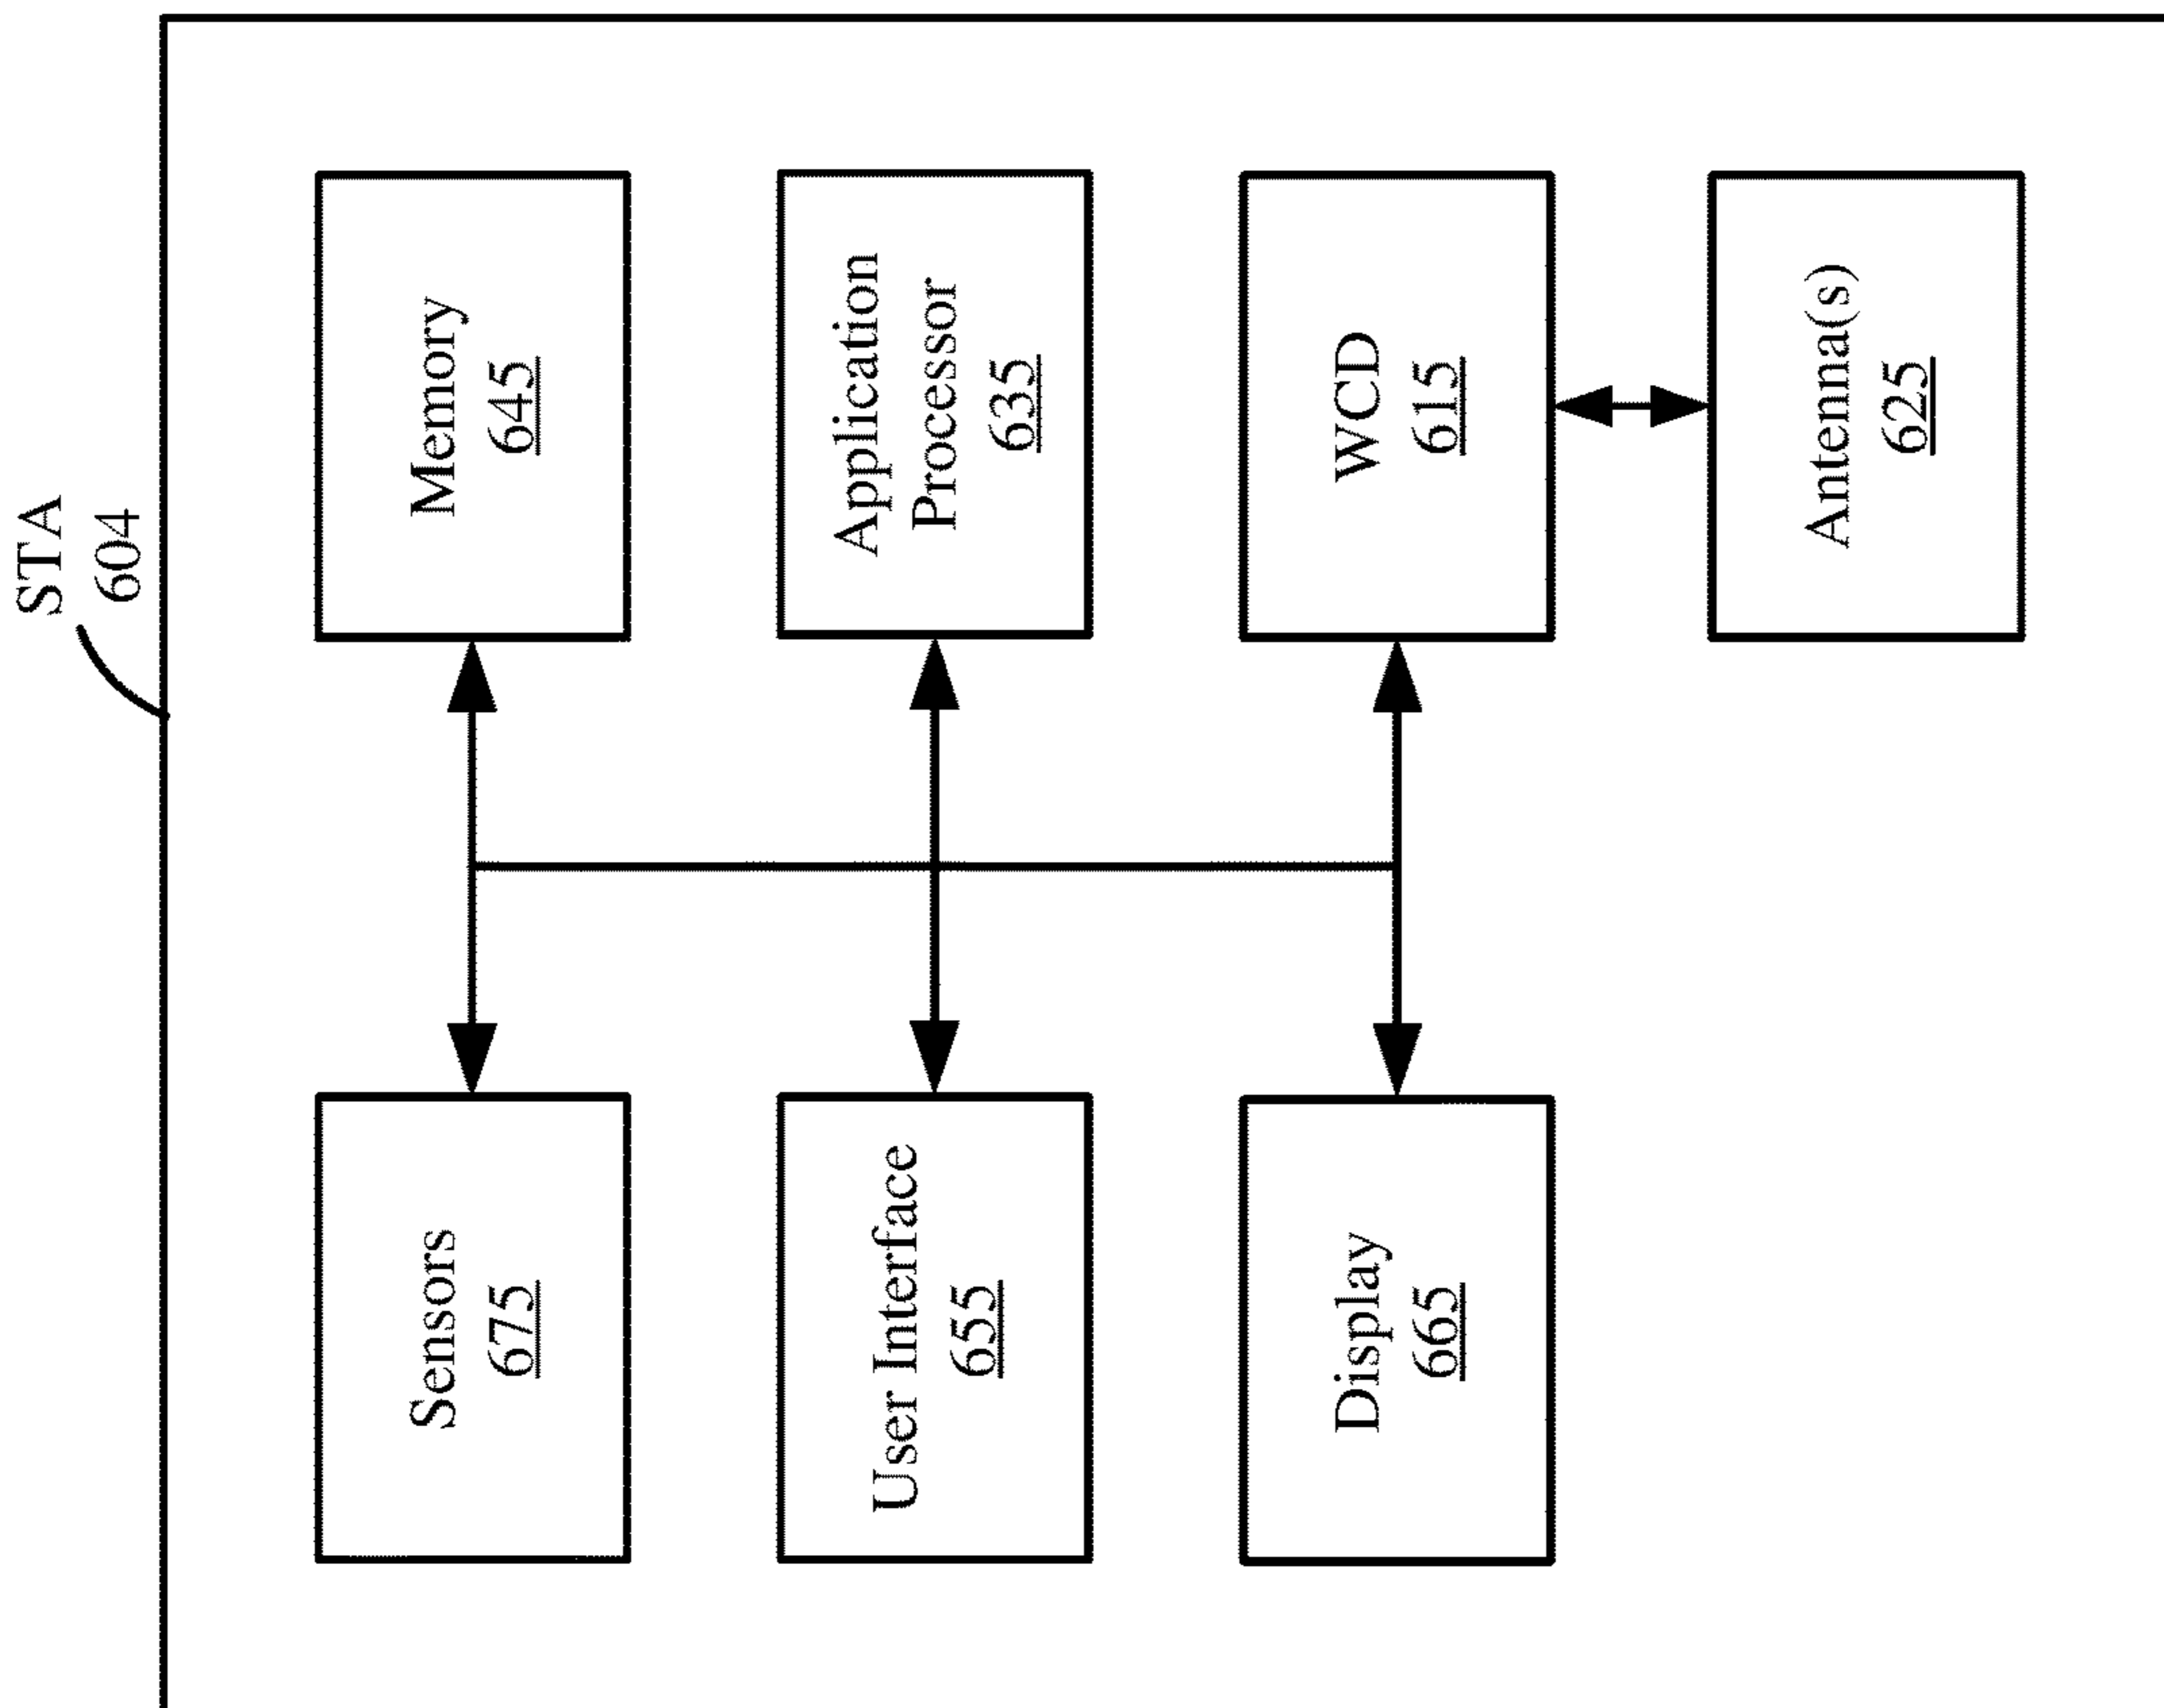 STA
604
Sensors
675
Memory
645
User Interface
655
Application
Processor
635
Display
665
WCD
615
Antenna(s)
625